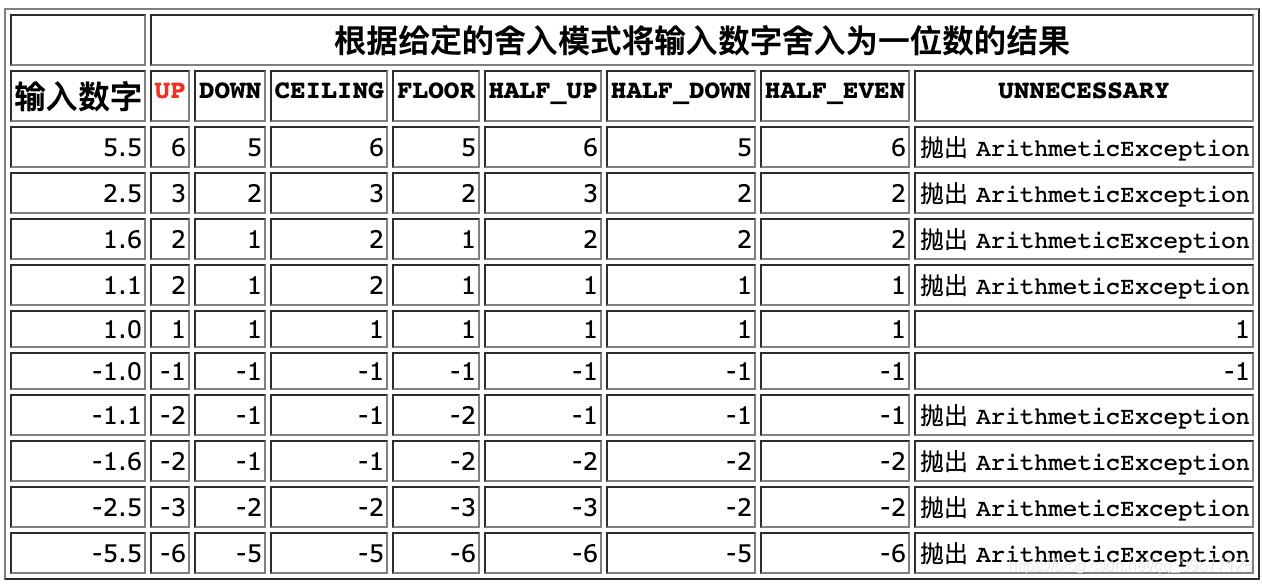 根据给定的舍入模式将输入数字舍入为一位数的结果
输入数字 UP DOWN CEILING FLOOR HALF_UP HALF_DOWN HALF_EVEN UNNECESSARY
5.5 6 5 6 5 6 5 6 抛出 ArithmeticException
2.5 3 2 3 2 3 2 2 抛出 ArithmeticException
1.6 2 1 2 1 2 2 2 抛出 ArithmeticException
1.1 2 1 2 1 1 1 1 抛出 ArithmeticException
1.0 1 1 1 1 1 1 1 1
-1.0 -1 -1 -1 -1 -1 -1 -1 -1
-1.1 -2 -1 -1 -2 -1 -1 -1 抛出 ArithmeticException
-1.6 -2 -1 -1 -2 -2 -2 -2 抛出 ArithmeticException
-2.5 -3 -2 -2 -3 -3 -2 -2 抛出 ArithmeticException
-5.5 -6 -5 -5 -6 -6 -5 -6 抛出 ArithmeticException